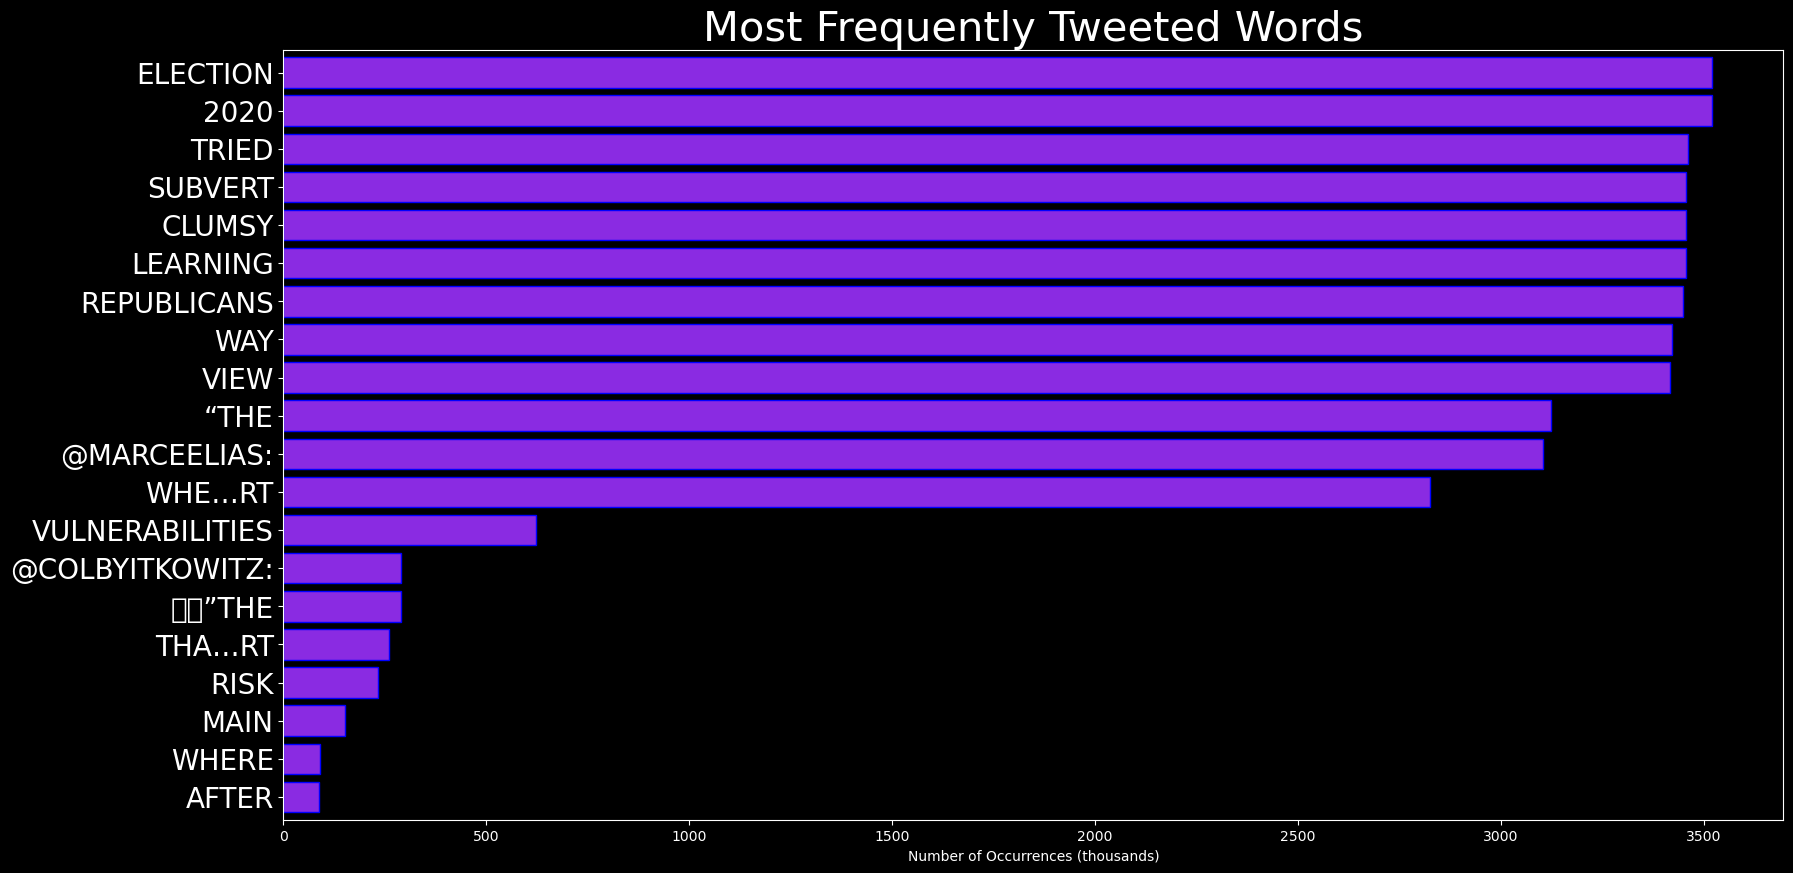 Most Frequently Tweeted Words
ELECTION
2020
TRIED
SUBVERT
CLUMSY
LEARNING
REPUBLICANS
WAY
VIEW
“THE
@MARCEELIAS:
WHE…RT
VULNERABILITIES
@COLBYITKOWITZ:
”THE
THA…RT
RISK
MAIN
WHERE
AFTER
0 500 1000 1500 2000 2500 3000 3500
Number of Occurrences (thousands)